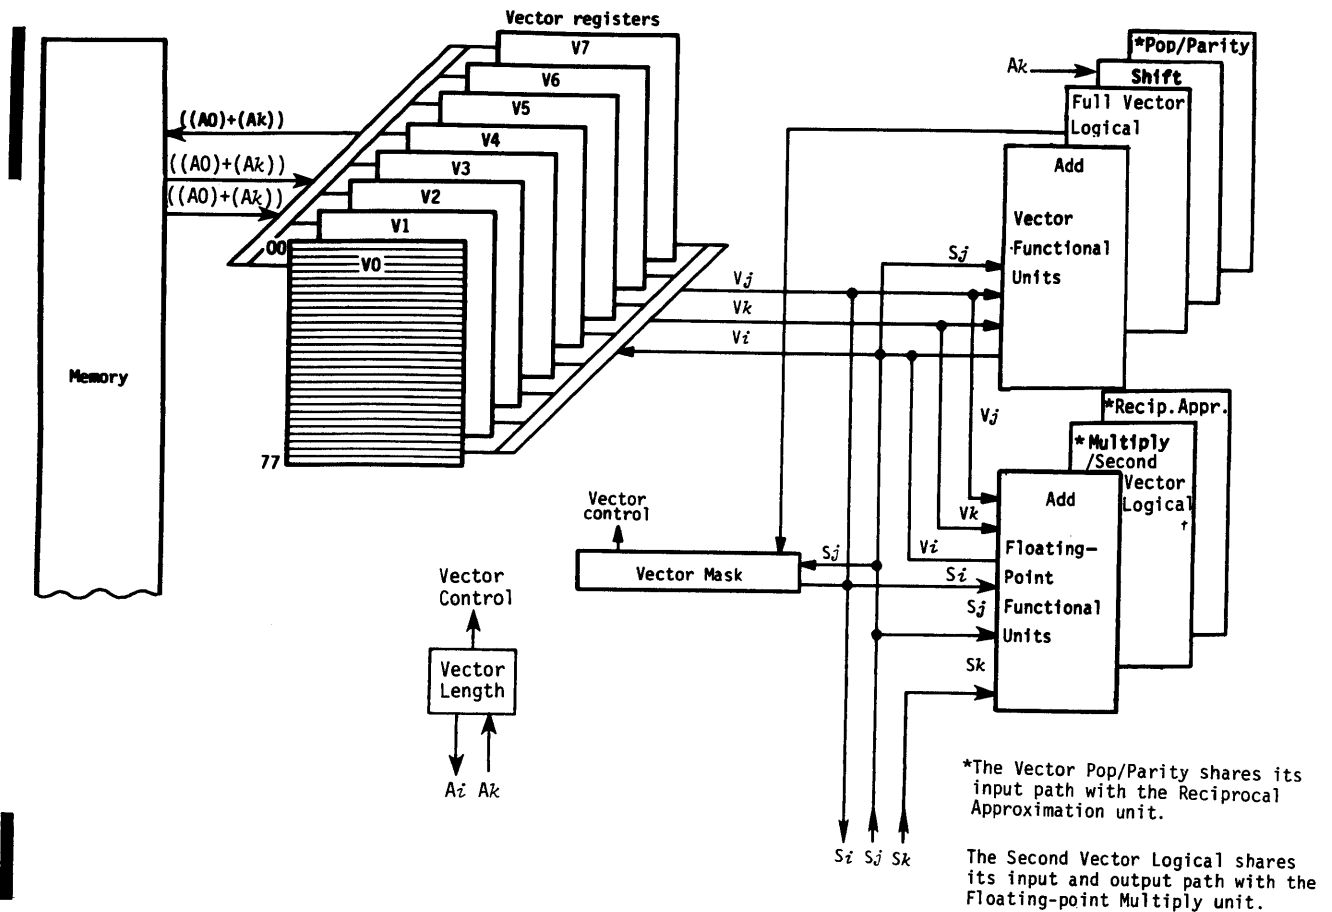 Vector registers
V7
V6
V5
V4
V3
V2
V1
V0
00
77
Memory
((A0)+(Ak))
((A0)+(Ak))
((A0)+(Ak))
*Pop/Parity
Ak
Shift
Full Vector
Logical
Add
Vector
Functional
Units
Sj
Vj
Vk
Vi
Vj
Vk
Vi
*Recip.Appr.
*Multiply
/Second
Vector
Logical
†
Add
Floating-
Point
Functional
Units
Si
Sj
Sk
Vector
control
Vector Mask
Sj
Vector
Control
Vector
Length
Ai Ak
Si Sj Sk
*The Vector Pop/Parity shares its
input path with the Reciprocal
Approximation unit.
The Second Vector Logical shares
its input and output path with the
Floating-point Multiply unit.